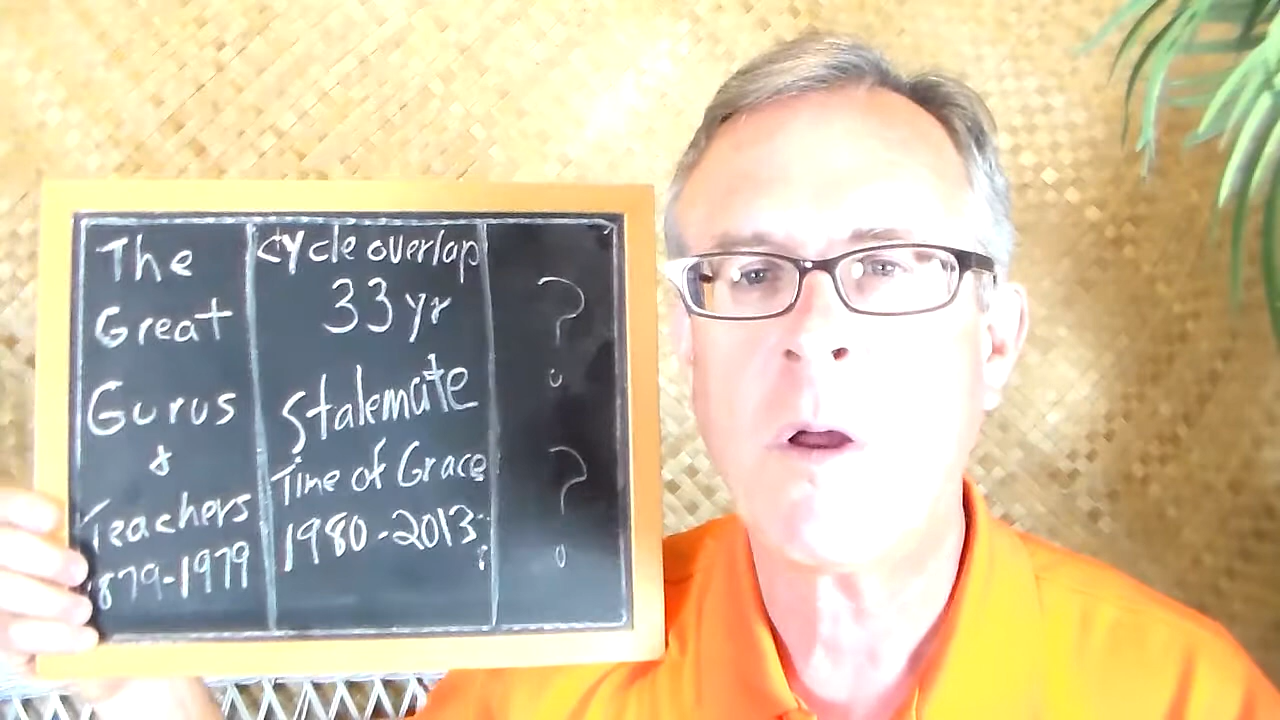 The
Great
Gurus
&
Teachers
879-1979
Cycle overlap
33 yr
Stalemate
Time of Grace
1980-2013
?
?
?